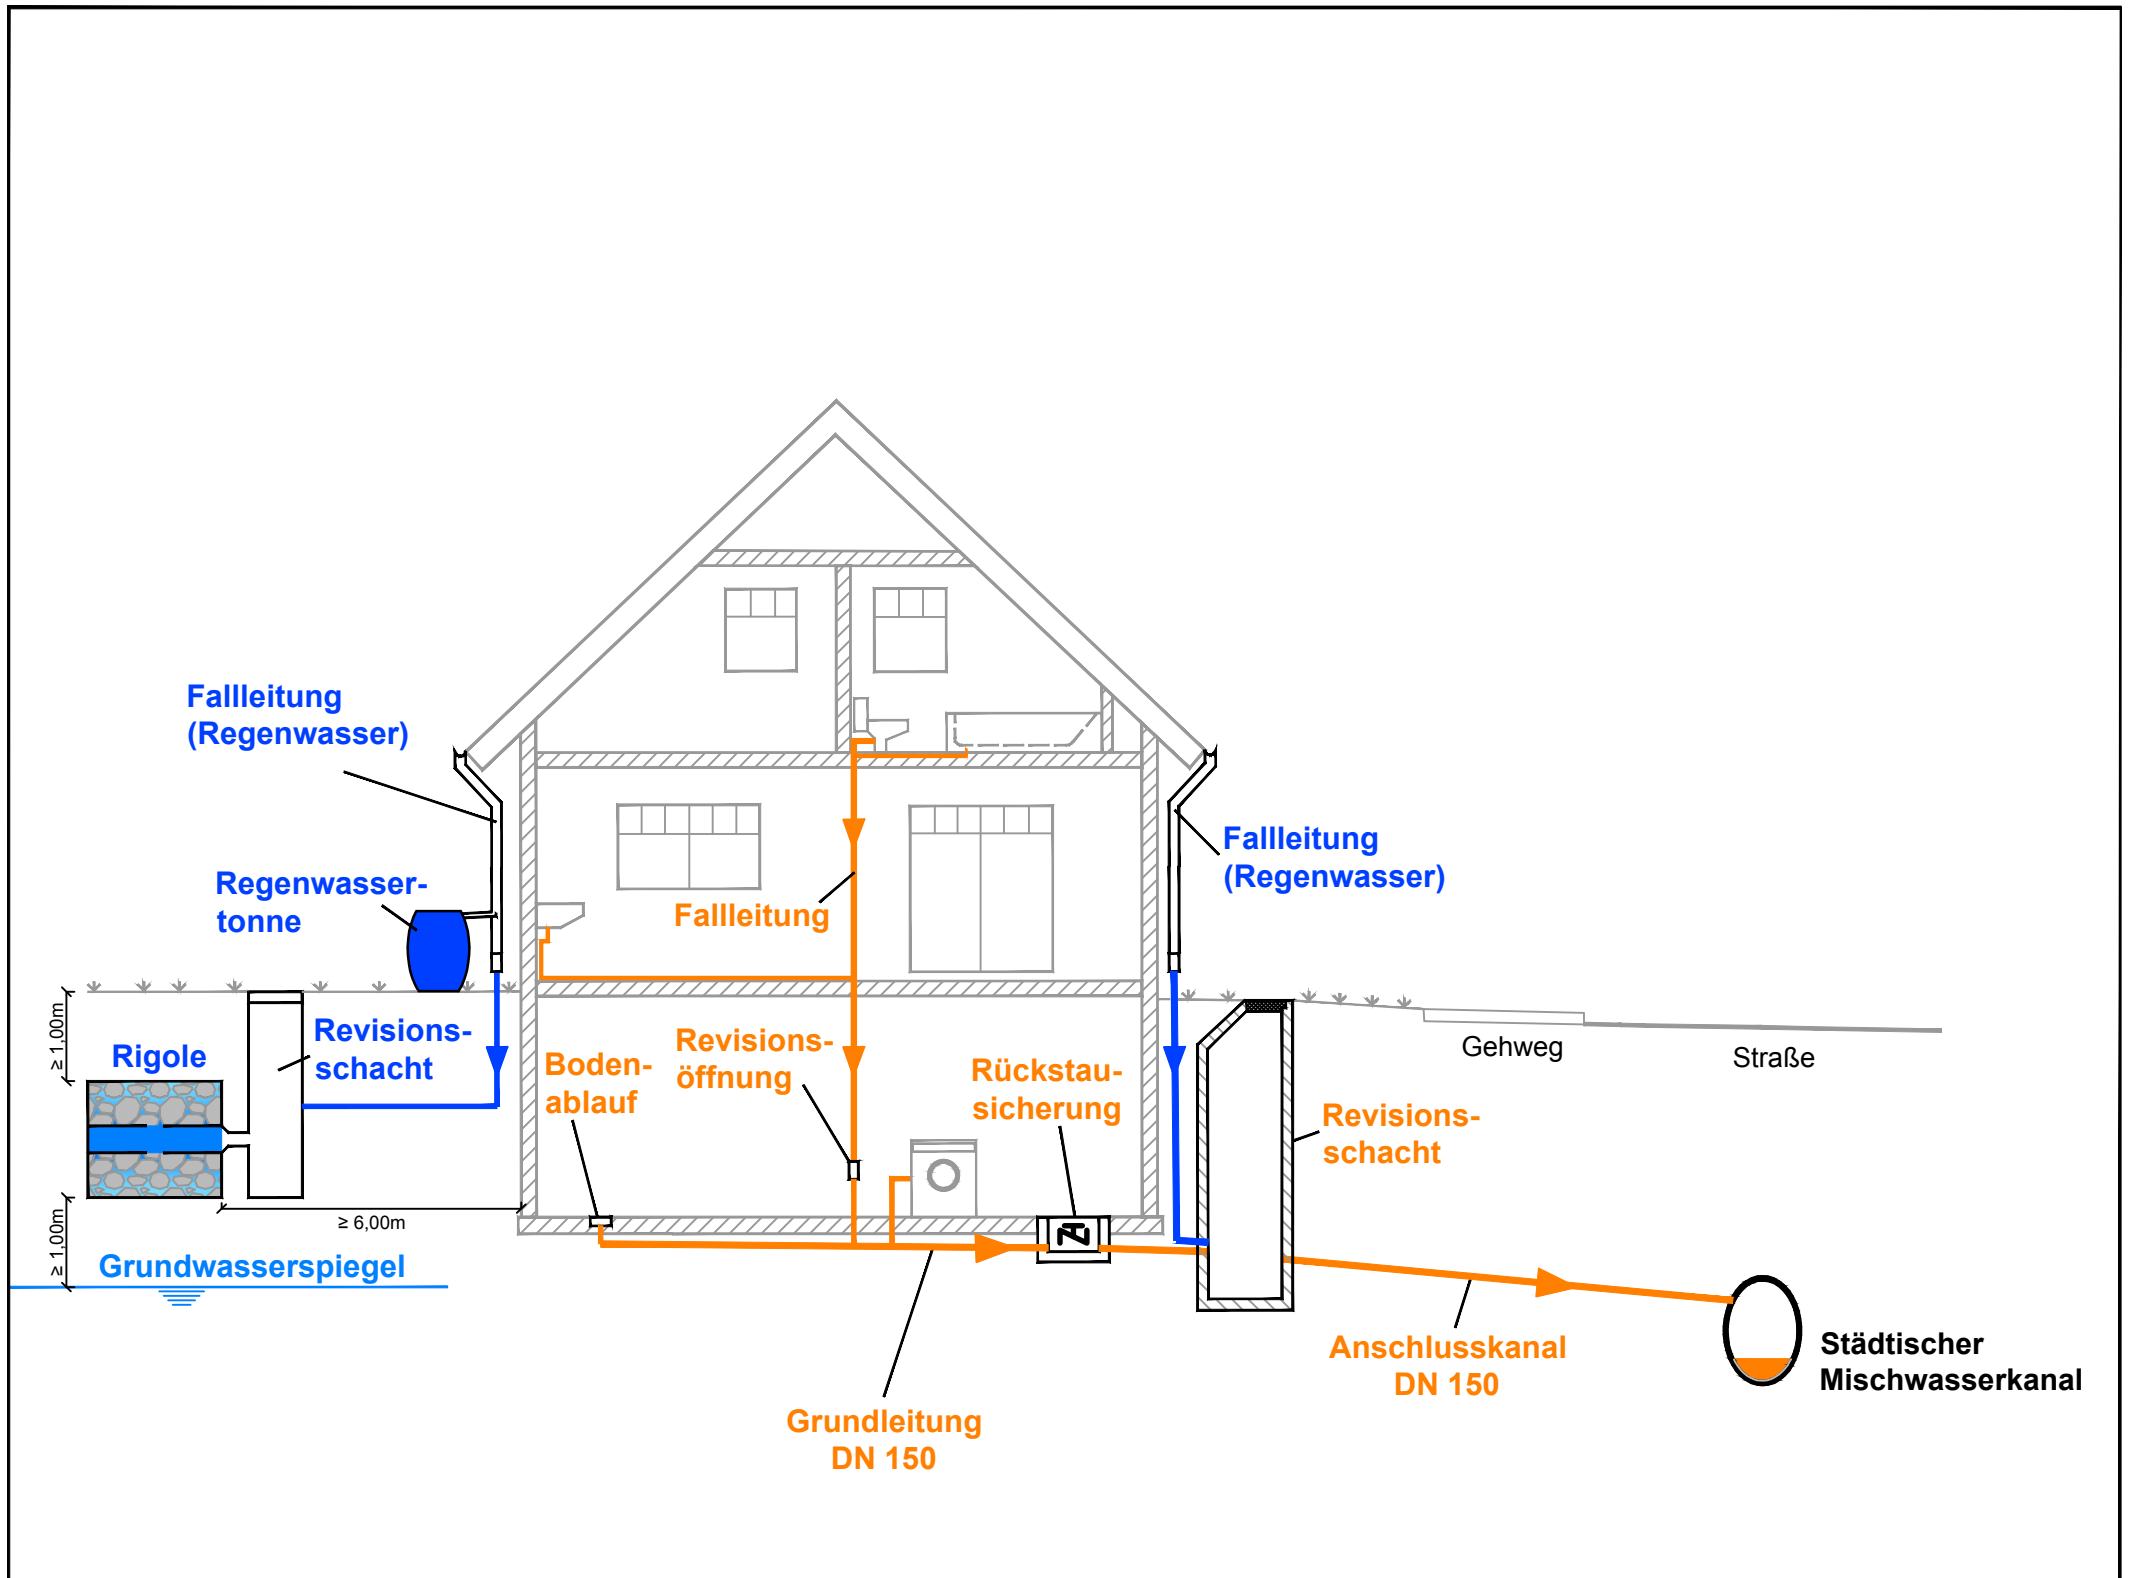 Fallleitung
(Regenwasser)
Regenwasser-
tonne
Fallleitung
Fallleitung
(Regenwasser)
≥ 1,00m
Rigole
Revisions-
schacht
Boden-
ablauf
Revisions-
öffnung
Rückstau-
sicherung
Gehweg
Straße
Revisions-
schacht
≥ 6,00m
≥ 1,00m
Grundwasserspiegel
Grundleitung
DN 150
Anschlusskanal
DN 150
Städtischer
Mischwasserkanal